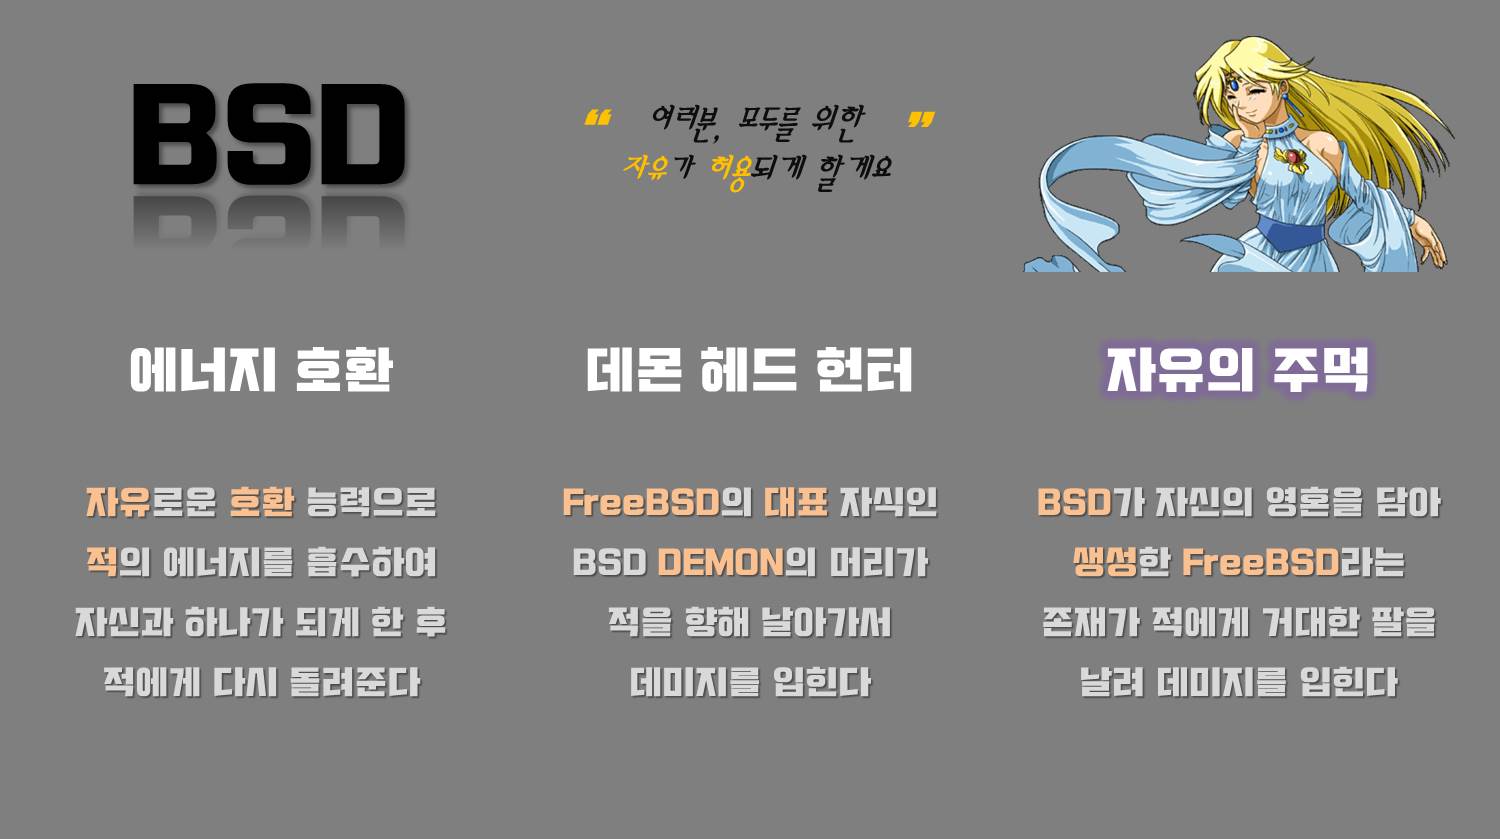 BSD
“ 여러분, 모두를 위한 ”
자유가 허용되게 할게요
에너지 호환
자유로운 호환 능력으로
적의 에너지를 흡수하여
자신과 하나가 되게 한 후
적에게 다시 돌려준다
데몬 헤드 헌터
FreeBSD의 대표 자식인
BSD DEMON의 머리가
적을 향해 날아가서
데미지를 입힌다
자유의 주먹
BSD가 자신의 영혼을 담아
생성한 FreeBSD라는
존재가 적에게 거대한 팔을
날려 데미지를 입힌다